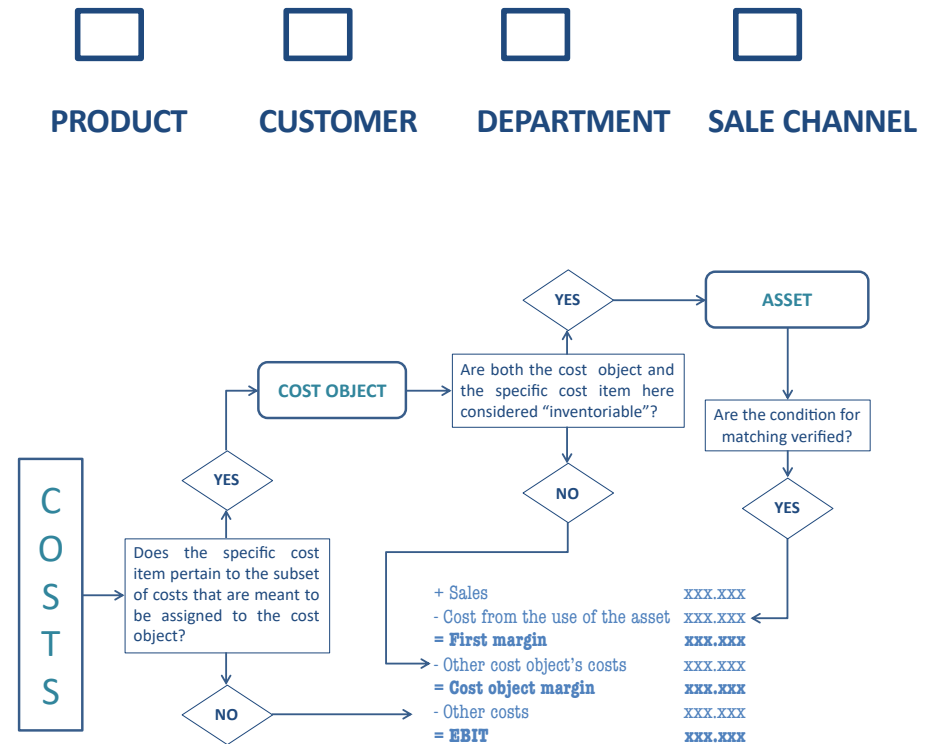 PRODUCT CUSTOMER DEPARTMENT SALE CHANNEL
YES
ASSET
Are both the cost object and
the specific cost item here
considered “inventoriable”?
COST OBJECT
Are the condition for
matching verified?
YES
NO
YES
C
O
S
T
S
Does the specific cost
item pertain to the subset
of costs that are meant to
be assigned to the cost
object?
NO
+ Sales xxx.xxx
- Cost from the use of the asset xxx.xxx
= First margin xxx.xxx
- Other cost object's costs xxx.xxx
= Cost object margin xxx.xxx
- Other costs xxx.xxx
= EBIT xxx.xxx